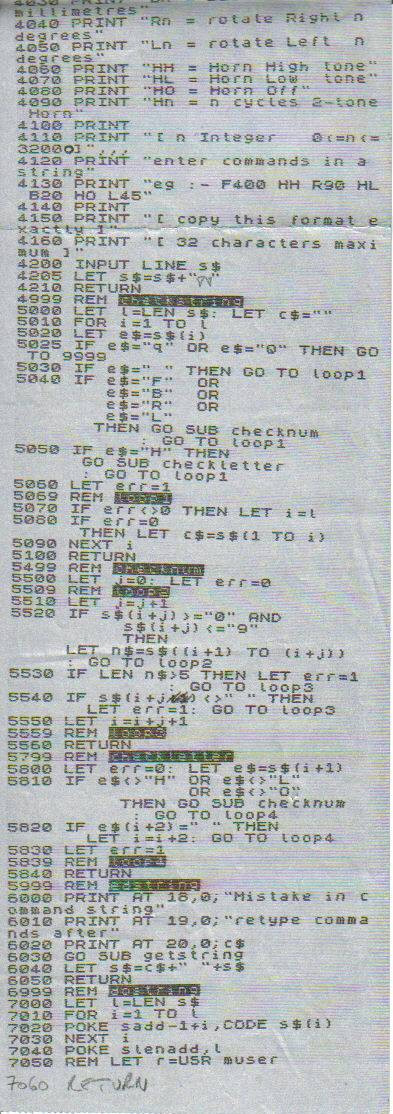 millimetres"
4040 PRINT "Rn = rotate Right n
degrees"
4050 PRINT "Ln = rotate Left  n
degrees"
4060 PRINT "HH = Horn High tone"
4070 PRINT "HL = Horn Low  tone"
4080 PRINT "HO = Horn Off"
4090 PRINT "Hn = n cycles 2-tone
Horn"
4100 PRINT
4110 PRINT "[ n Integer   0<=n<=
32000]",,,
4120 PRINT "enter commands in a
string"
4130 PRINT "eg :- F400 HH R90 HL
B20 HO L45"
4140 PRINT
4150 PRINT "[ copy this format e
xactly ]"
4160 PRINT "[ 32 characters maxi
mum ]"
4200 INPUT LINE s$
4205 LET s$=s$+"
4210 RETURN
4999 REM checkstring
5000 LET l=LEN s$: LET c$=""
5010 FOR i=1 TO l
5020 LET e$=s$(i)
5025 IF e$="q" OR e$="Q" THEN GO
TO 9999
5030 IF e$=" " THEN GO TO loop1
5040 IF e$="F"   OR
e$="B"   OR
e$="R"   OR
e$="L"
THEN GO SUB checknum
: GO TO loop1
5050 IF e$="H" THEN
GO SUB checkletter
: GO TO loop1
5060 LET err=1
5069 REM loop1
5070 IF err<>0 THEN LET i=l
5080 IF err=0
THEN LET c$=s$(1 TO i)
5090 NEXT i
5100 RETURN
5499 REM checknum
5500 LET j=0: LET err=0
5509 REM loop2
5510 LET j=j+1
5520 IF s$(i+j)>="0" AND
s$(i+j)<="9"
THEN
LET n$=s$((i+1) TO (i+j))
: GO TO loop2
5530 IF LEN n$>5 THEN LET err=1
: GO TO loop3
5540 IF s$(i+j)<>" " THEN
LET err=1: GO TO loop3
5550 LET i=i+j+1
5559 REM loop3
5560 RETURN
5799 REM checkletter
5800 LET err=0: LET e$=s$(i+1)
5810 IF e$<>"H" OR e$<>"L"
OR e$<>"O"
THEN GO SUB checknum
: GO TO loop4
5820 IF e$(i+2)=" " THEN
LET i=i+2: GO TO loop4
5830 LET err=1
5839 REM loop4
5840 RETURN
5999 REM adstring
6000 PRINT AT 18,0;"Mistake in c
ommand string"
6010 PRINT AT 19,0;"retype comma
nds after"
6020 PRINT AT 20,0;c$
6030 GO SUB getstring
6040 LET s$=c$+" "+s$
6050 RETURN
6999 REM dostring
7000 LET l=LEN s$
7010 FOR i=1 TO l
7020 POKE sadd-1+i,CODE s$(i)
7030 NEXT i
7040 POKE slenadd,l
7050 REM LET r=USR muser
7060 RETURN